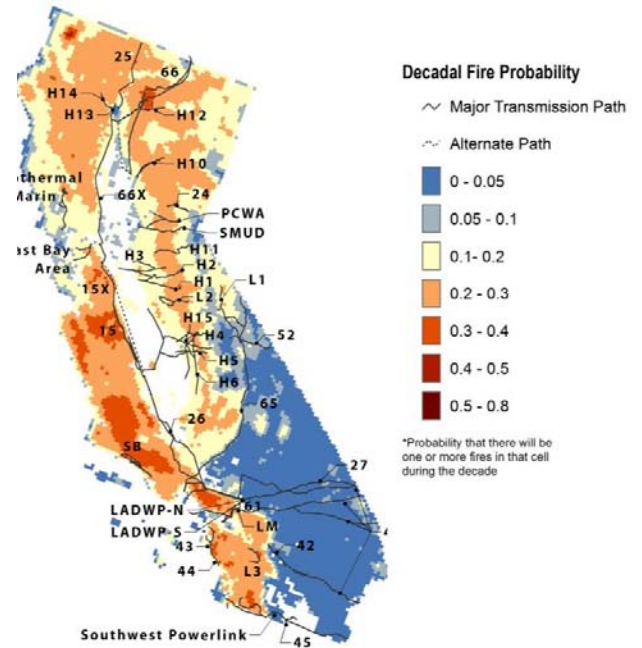 25
66
H14
H13
H12
H10
othermal
Marin
66X
24
PCWA
SMUD
ast Bay
Area
H3
H11
H2
H1
L1
L2
15X
15
H15
H4
H5
H6
52
65
26
SB
27
LADWP-N
61
LADWP-S
LM
43
42
44
L3
Southwest Powerlink
45
Decadal Fire Probability
Major Transmission Path
Alternate Path
0 - 0.05
0.05 - 0.1
0.1- 0.2
0.2 - 0.3
0.3 - 0.4
0.4 - 0.5
0.5 - 0.8
*Probability that there will be
one or more fires in that cell
during the decade